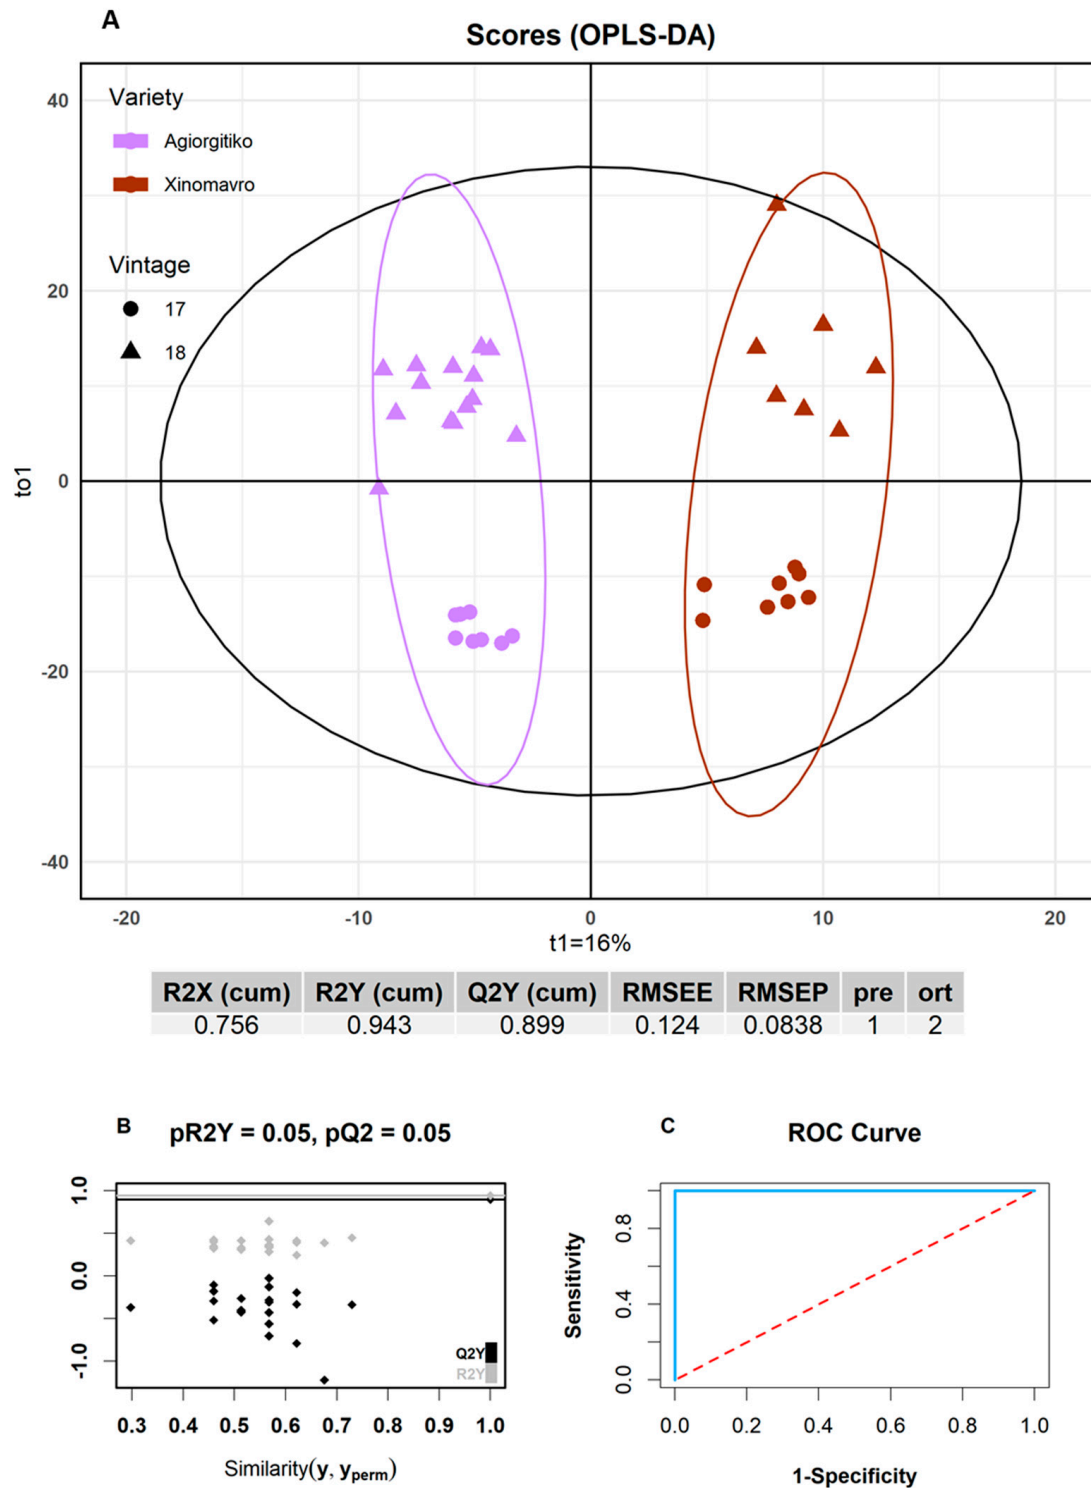 A
Scores (OPLS-DA)
Variety
Agiorgitiko
Xinomavro
Vintage
17
18
40
20
0
-20
-40
to1
-20 -10 0 10 20
t1=16%
R2X (cum) R2Y (cum) Q2Y (cum) RMSEE RMSEP pre ort
0.756 0.943 0.899 0.124 0.0838 1 2
B
pR2Y = 0.05, pQ2 = 0.05
1.0
0.0
-1.0
Q2Y
R2Y
0.3 0.4 0.5 0.6 0.7 0.8 0.9 1.0
Similarity(y, yperm)
C
ROC Curve
Sensitivity
0.8
0.4
0.0
0.0 0.2 0.4 0.6 0.8 1.0
1-Specificity